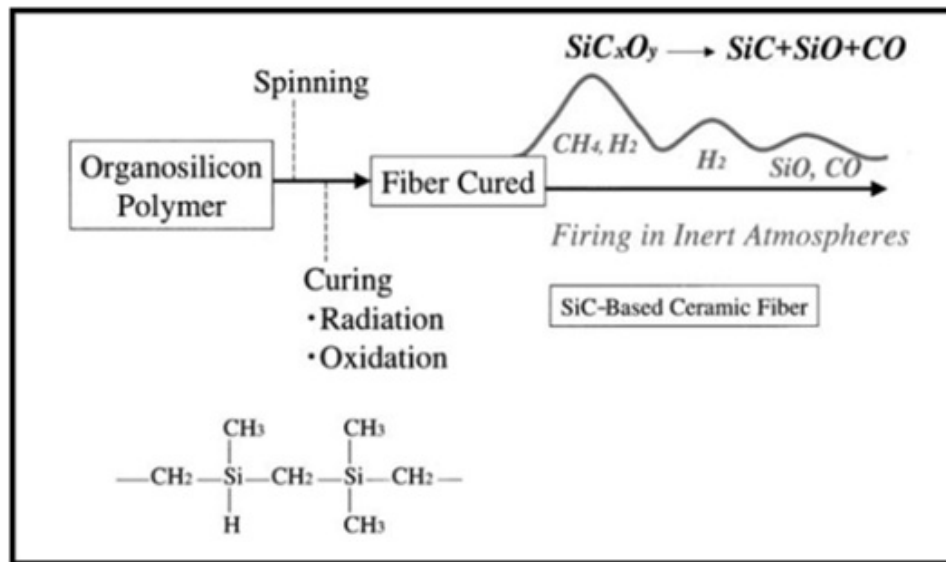 SiCxOy → SiC+SiO+CO
Spinning
Organosilicon
Polymer
Fiber Cured
CH4, H2
H2
SiO, CO
Firing in Inert Atmospheres
Curing
・Radiation
・Oxidation
SiC-Based Ceramic Fiber
CH3 CH3
—CH2—Si—CH2—Si—CH2—
H CH3